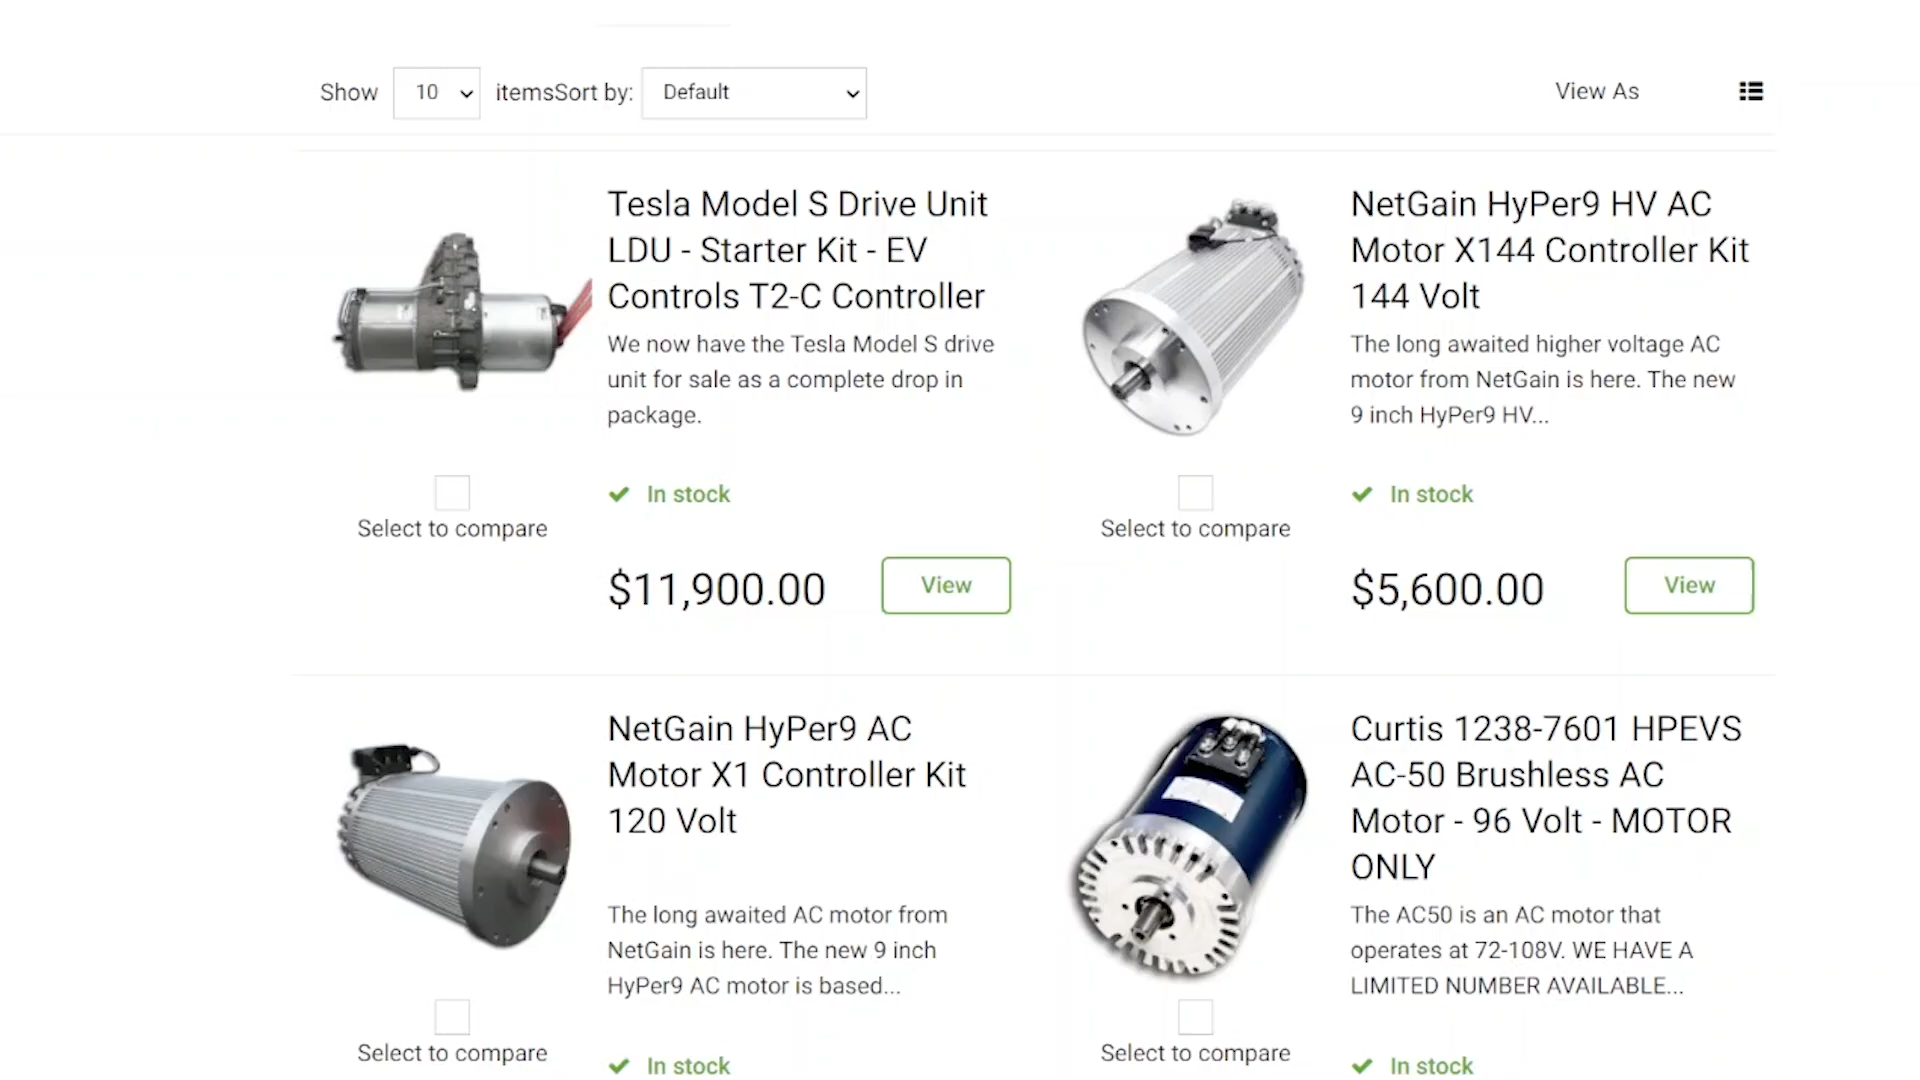 Show 10 itemsSort by: Default View As
Tesla Model S Drive Unit
LDU - Starter Kit - EV
Controls T2-C Controller
We now have the Tesla Model S drive
unit for sale as a complete drop in
package.
In stock
Select to compare
$11,900.00 View
NetGain HyPer9 HV AC
Motor X144 Controller Kit
144 Volt
The long awaited higher voltage AC
motor from NetGain is here. The new
9 inch HyPer9 HV...
In stock
Select to compare
$5,600.00 View
NetGain HyPer9 AC
Motor X1 Controller Kit
120 Volt
The long awaited AC motor from
NetGain is here. The new 9 inch
HyPer9 AC motor is based...
Select to compare
In stock
Curtis 1238-7601 HPEVS
AC-50 Brushless AC
Motor - 96 Volt - MOTOR
ONLY
The AC50 is an AC motor that
operates at 72-108V. WE HAVE A
LIMITED NUMBER AVAILABLE...
Select to compare
In stock